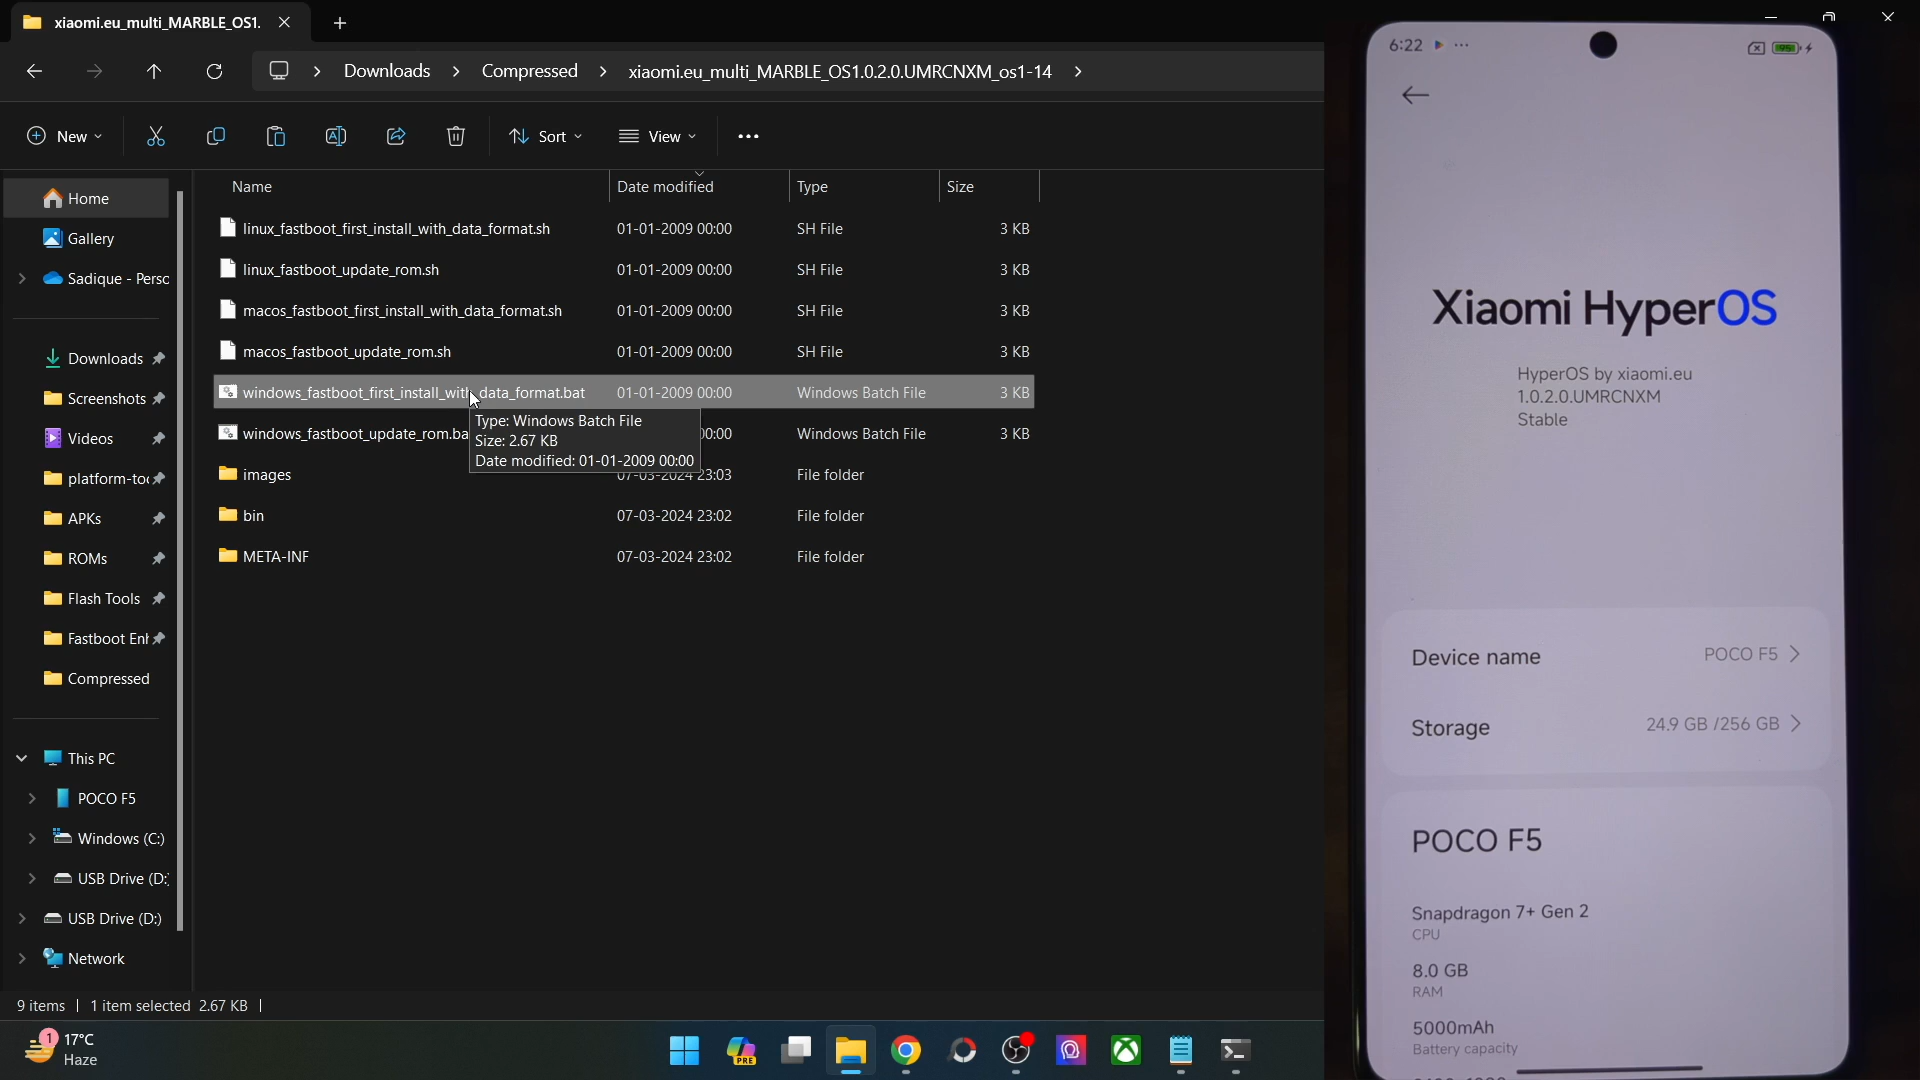 xiaomi.eu_multi_MARBLE_OS1.
Downloads
Compressed
xiaomi.eu_multi_MARBLE_OS1.0.2.0.UMRCNXM_os1-14
New
Sort
View
Home
Gallery
Sadique - Perso
Downloads
Screenshots
Videos
platform-too
APKs
ROMs
Flash Tools
Fastboot Enh
Compressed
This PC
POCO F5
Windows (C:)
USB Drive (D:)
USB Drive (D:)
Network
Name Date modified Type Size
linux_fastboot_first_install_with_data_format.sh 01-01-2009 00:00 SH File 3 KB
linux_fastboot_update_rom.sh 01-01-2009 00:00 SH File 3 KB
macos_fastboot_first_install_with_data_format.sh 01-01-2009 00:00 SH File 3 KB
macos_fastboot_update_rom.sh 01-01-2009 00:00 SH File 3 KB
windows_fastboot_first_install_with_data_format.bat 01-01-2009 00:00 Windows Batch File 3 KB
windows_fastboot_update_rom.ba 00:00 Windows Batch File 3 KB
Type: Windows Batch File
Size: 2.67 KB
Date modified: 01-01-2009 00:00
images 07-03-2024 23:03 File folder
bin 07-03-2024 23:02 File folder
META-INF 07-03-2024 23:02 File folder
9 items 1 item selected 2.67 KB
1
17°C
Haze
PRE
6:22
95
Xiaomi HyperOS
HyperOS by xiaomi.eu
1.0.2.0.UMRCNXM
Stable
Device name POCO F5
Storage 24.9 GB /256 GB
POCO F5
Snapdragon 7+ Gen 2
CPU
8.0 GB
RAM
5000mAh
Battery capacity